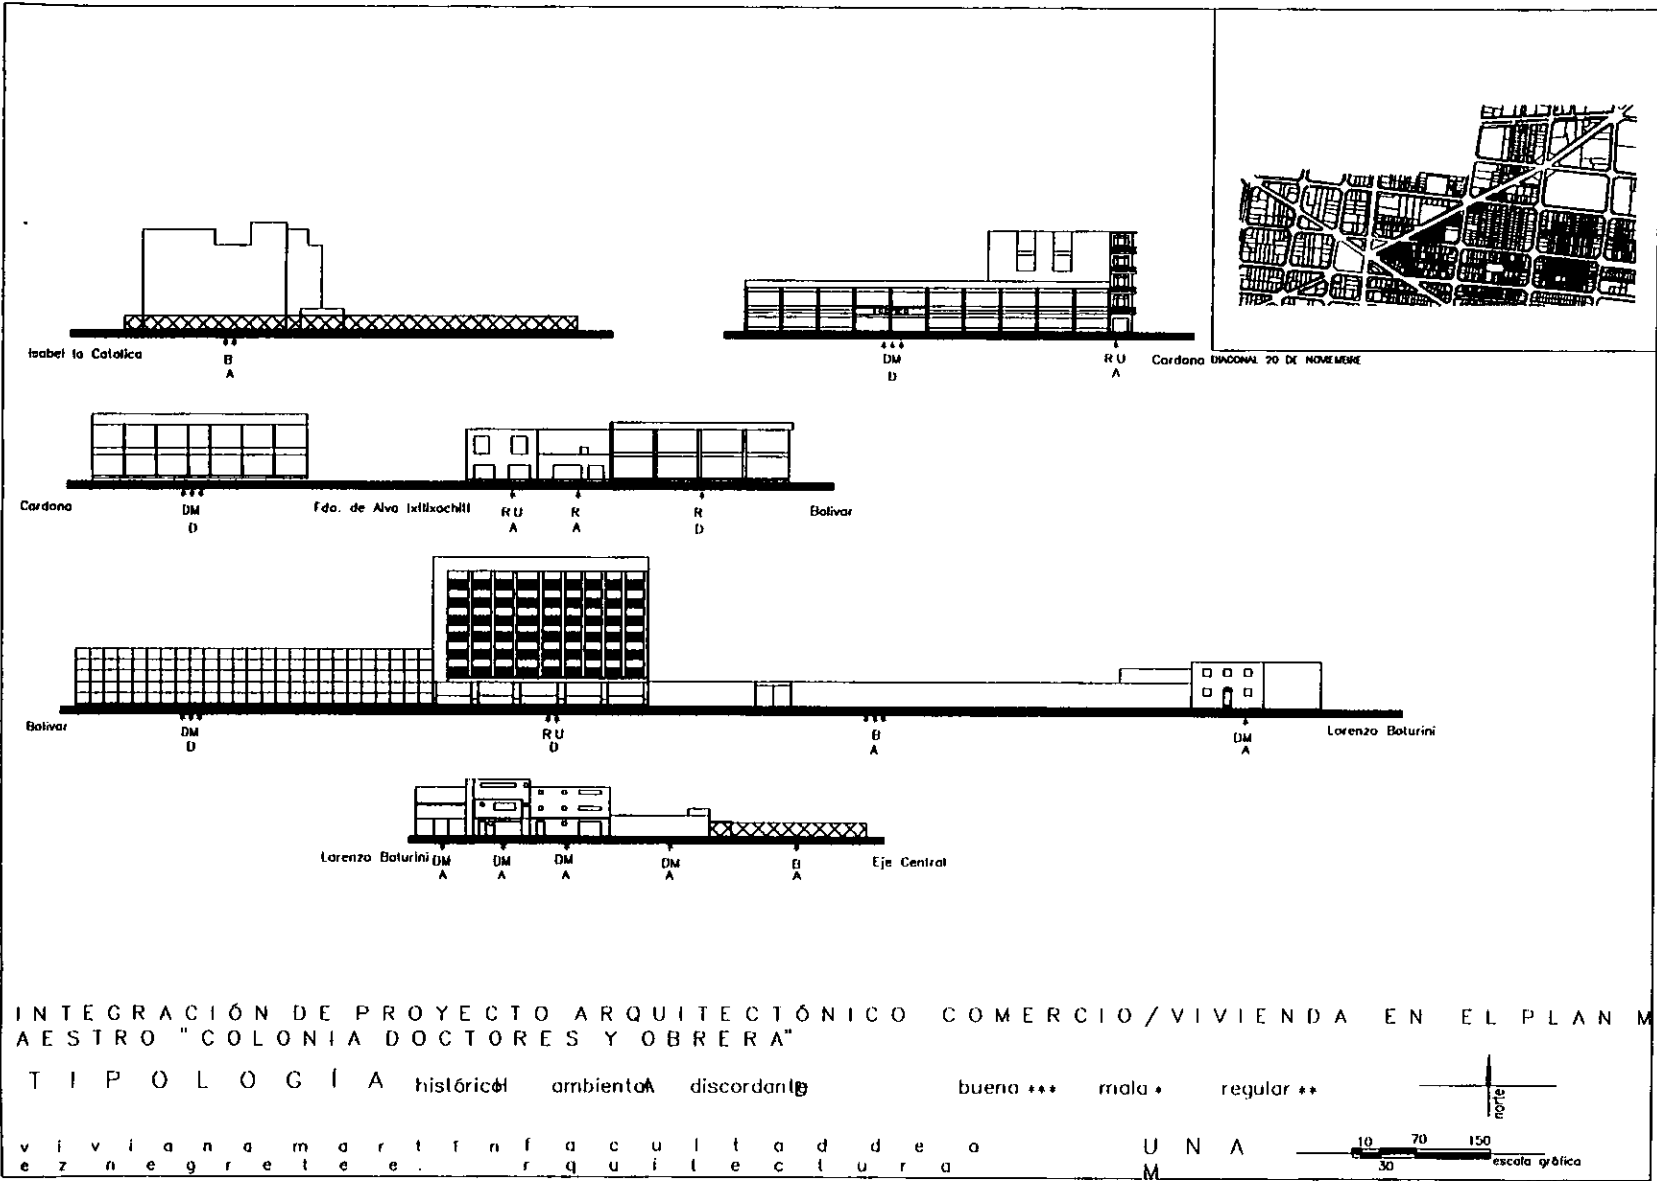 Isabel la Catolica
B
A
DM
D
R U
A
Cardona
DIAGONAL 20 DE NOVIEMBRE
Cardona
DM
D
Fdo. de Alva Ixtlixochitl
R U
A
R
A
R
D
Bolivar
Bolivar
DM
D
R U
D
B
A
DM
A
Lorenzo Boturini
Lorenzo Boturini
DM
A
DM
A
DM
A
DM
A
B
A
Eje Central
INTEGRACIÓN DE PROYECTO ARQUITECTÓNICO COMERCIO/VIVIENDA EN EL PLAN M
AESTRO "COLONIA DOCTORES Y OBRERA"
TIPOLOGÍA histórico H ambiental A discordante D buena *** mala * regular **
norte
viviana martín facultad de a UNA
ez negrete e. rquitectura M
10 70 150
30 escala gráfica